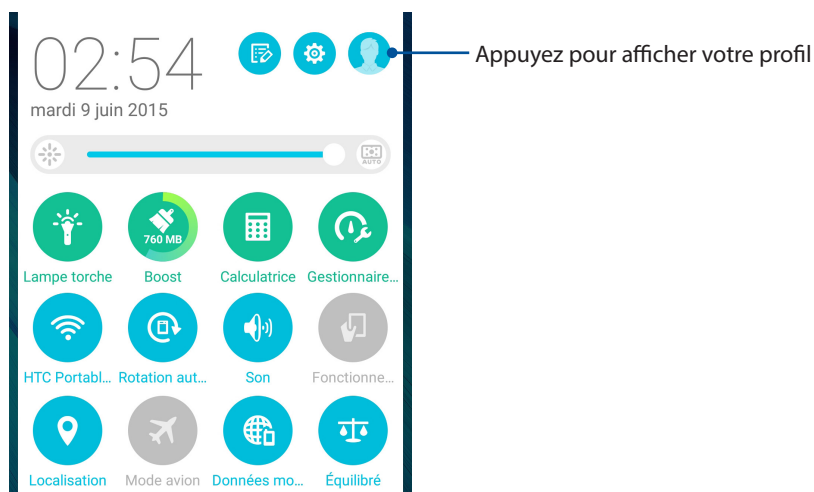 02:54
mardi 9 juin 2015
Appuyez pour afficher votre profil
AUTO
760 MB
Lampe torche
Boost
Calculatrice
Gestionnaire...
HTC Portabl...
Rotation aut...
Son
Fonctionne...
Localisation
Mode avion
Données mo...
Équilibré